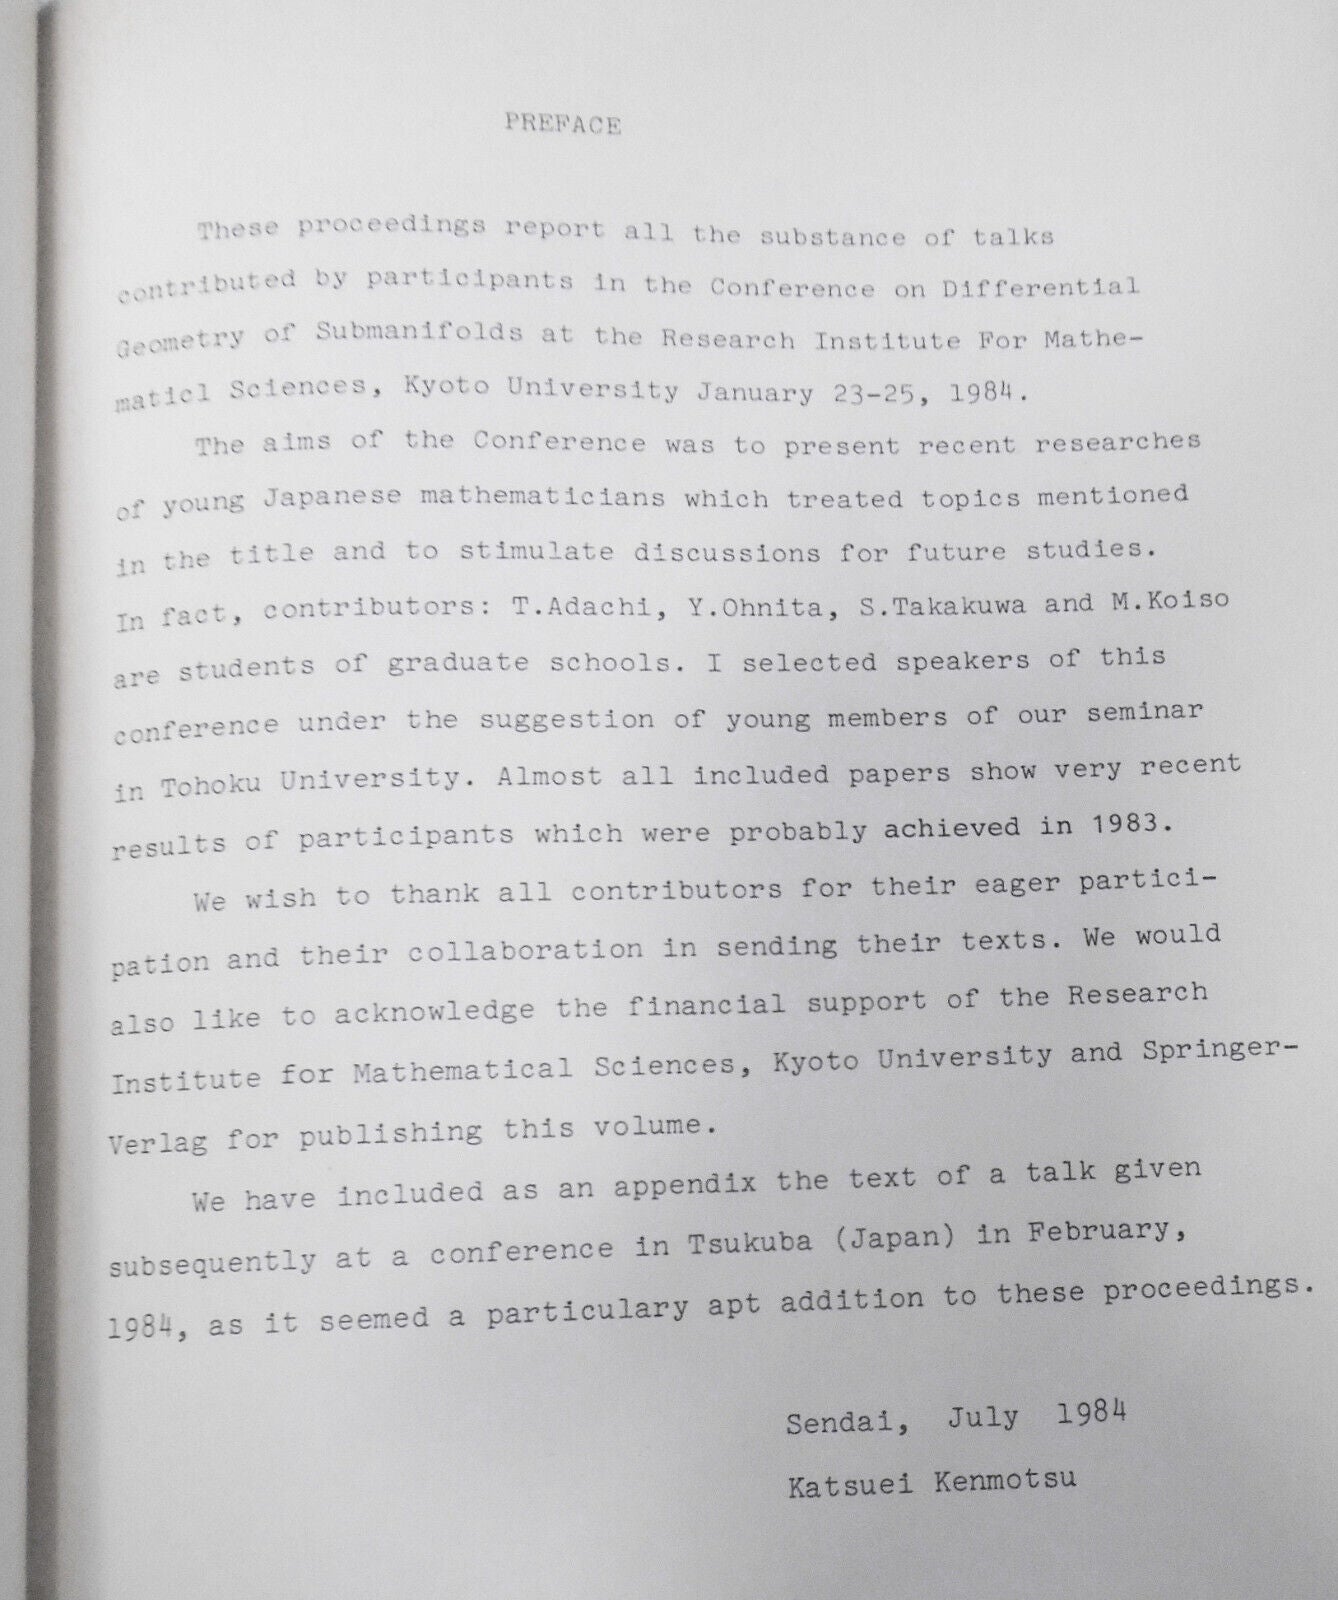 PREFACE
These proceedings report all the substance of talks
contributed by participants in the Conference on Differential
Geometry of Submanifolds at the Research Institute For Mathe-
maticl Sciences, Kyoto University January 23-25, 1984.
The aims of the Conference was to present recent researches
of young Japanese mathematicians which treated topics mentioned
in the title and to stimulate discussions for future studies.
In fact, contributors: T.Adachi, Y.Ohnita, S.Takakuwa and M.Koiso
are students of graduate schools. I selected speakers of this
conference under the suggestion of young members of our seminar
in Tohoku University. Almost all included papers show very recent
results of participants which were probably achieved in 1983.
We wish to thank all contributors for their eager partici-
pation and their collaboration in sending their texts. We would
also like to acknowledge the financial support of the Research
Institute for Mathematical Sciences, Kyoto University and Springer-
Verlag for publishing this volume.
We have included as an appendix the text of a talk given
subsequently at a conference in Tsukuba (Japan) in February,
1984, as it seemed a particulary apt addition to these proceedings.
Sendai, July 1984
Katsuei Kenmotsu